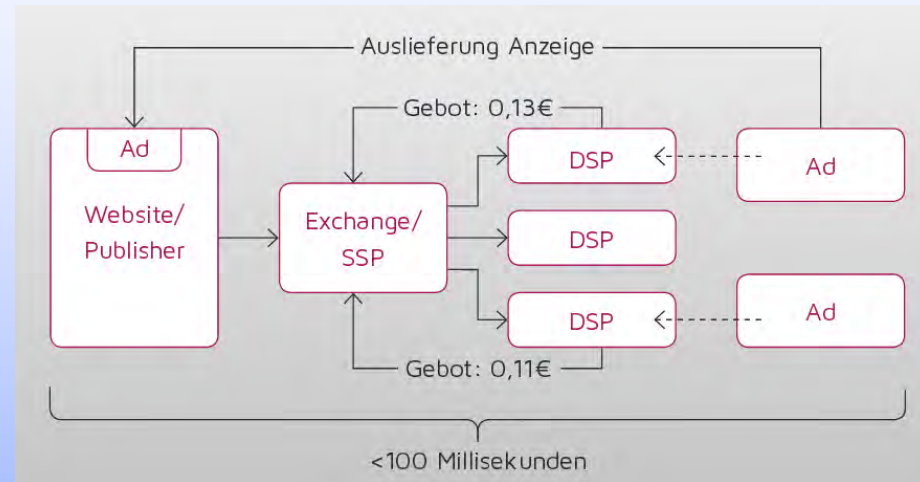 Auslieferung Anzeige
Gebot: 0,13€
Ad
Website/
Publisher
Exchange/
SSP
DSP
DSP
DSP
Ad
Ad
Gebot: 0,11€
<100 Millisekunden